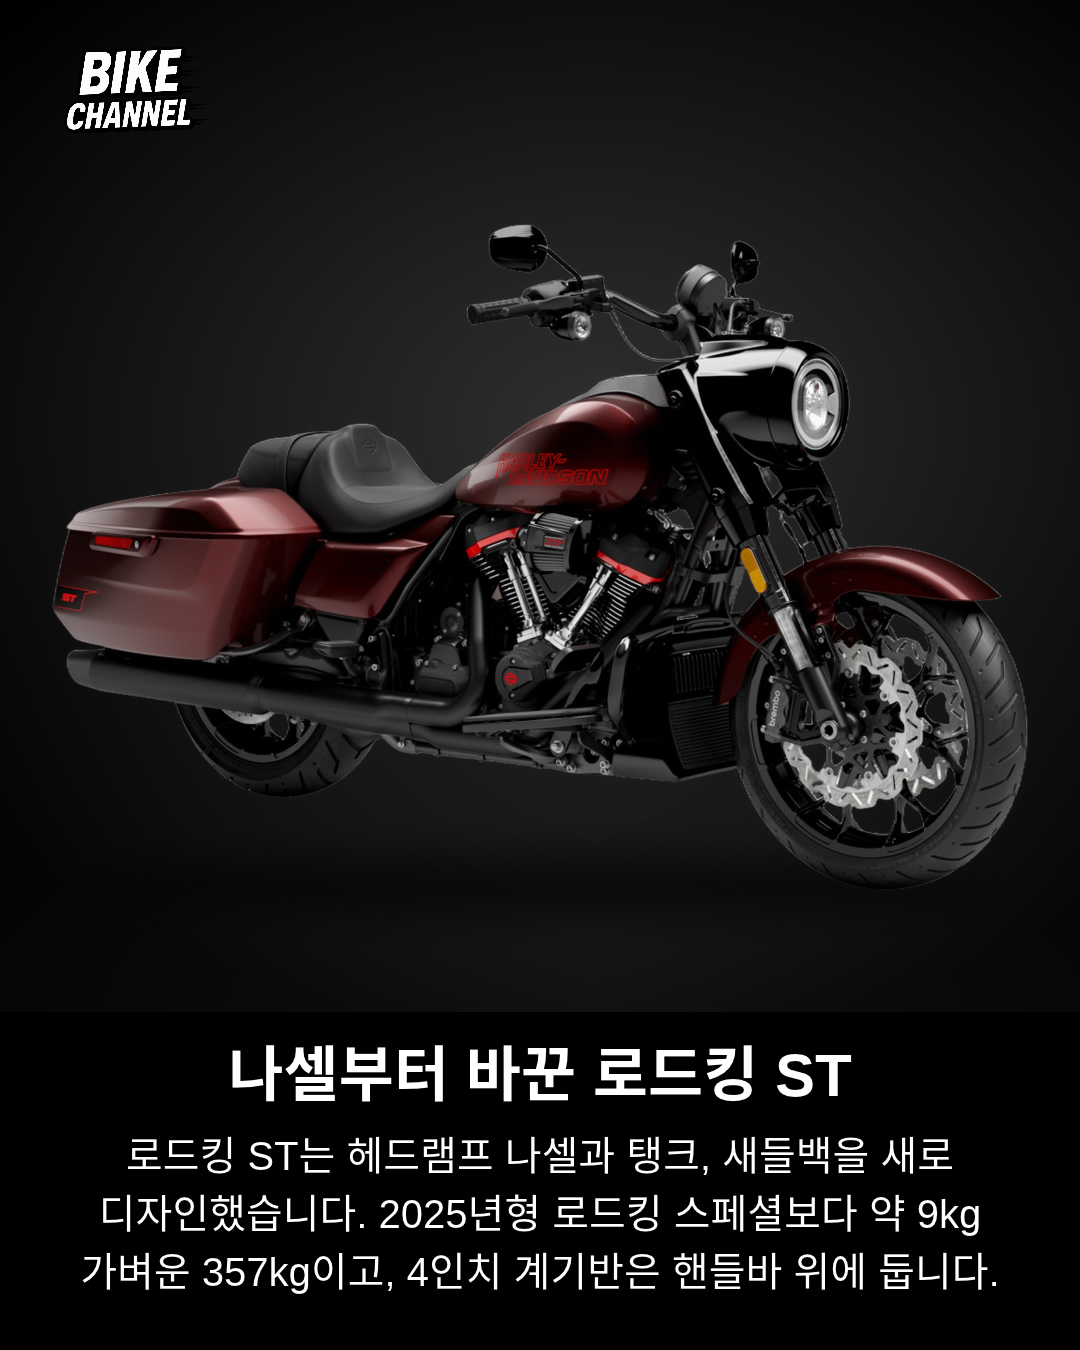 BIKE
CHANNEL
HARLEY-
DAVIDSON
ST
brembo
나셀부터 바꾼 로드킹 ST
로드킹 ST는 헤드램프 나셀과 탱크, 새들백을 새로
디자인했습니다. 2025년형 로드킹 스페셜보다 약 9kg
가벼운 357kg이고, 4인치 계기반은 핸들바 위에 둡니다.